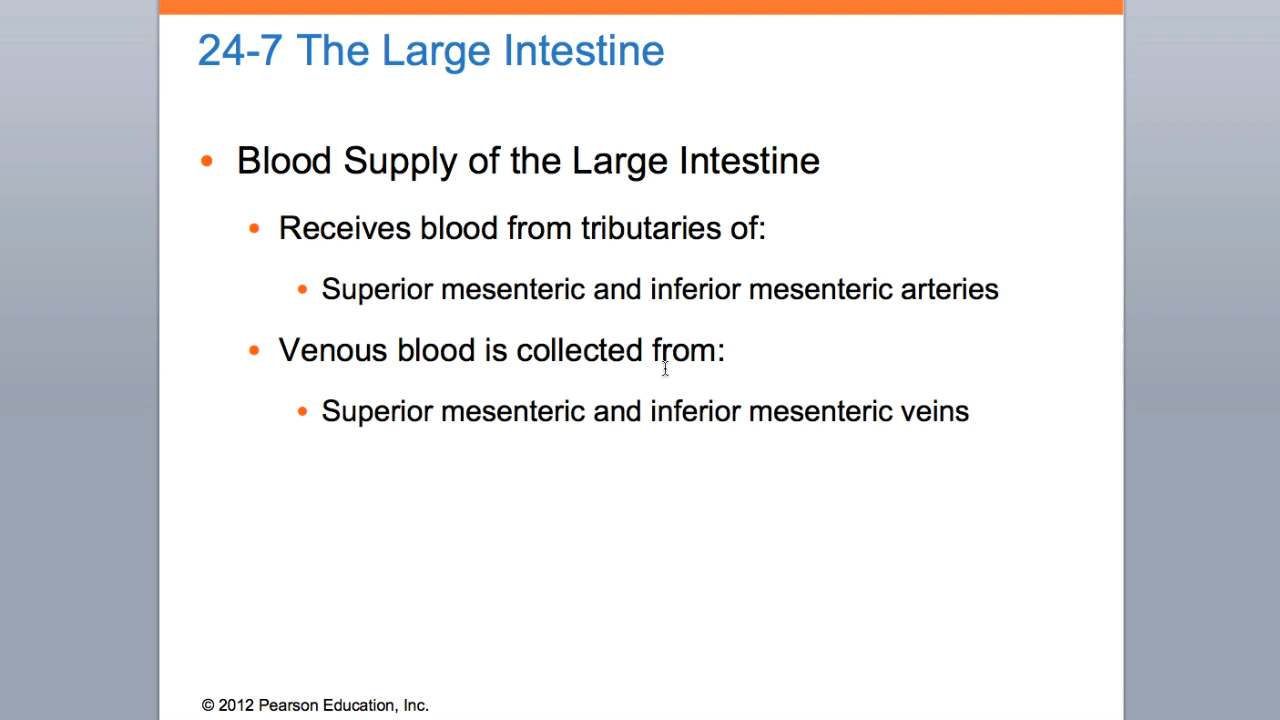 24-7 The Large Intestine
• Blood Supply of the Large Intestine
• Receives blood from tributaries of:
• Superior mesenteric and inferior mesenteric arteries
• Venous blood is collected from:
• Superior mesenteric and inferior mesenteric veins
© 2012 Pearson Education, Inc.